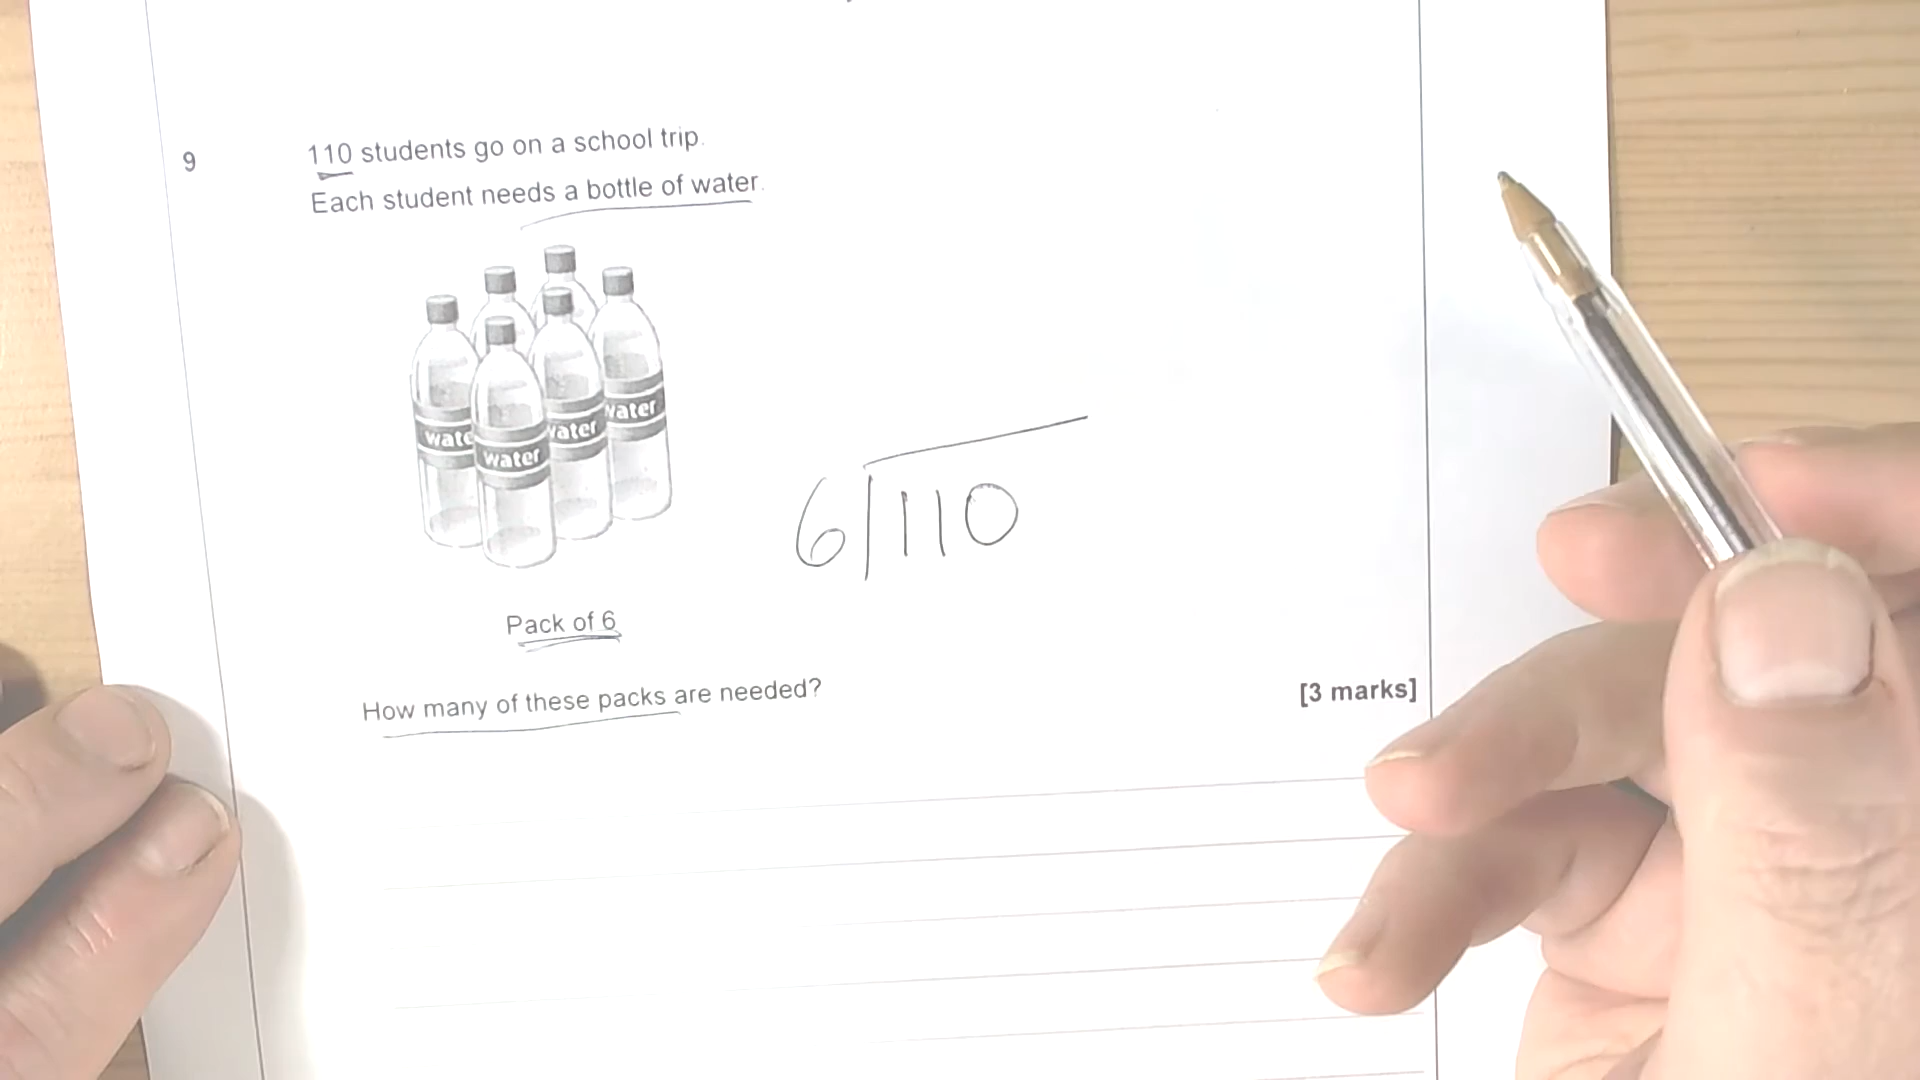 9
110 students go on a school trip.
Each student needs a bottle of water.
water
water
water
water
6 110
Pack of 6
How many of these packs are needed?
[3 marks]